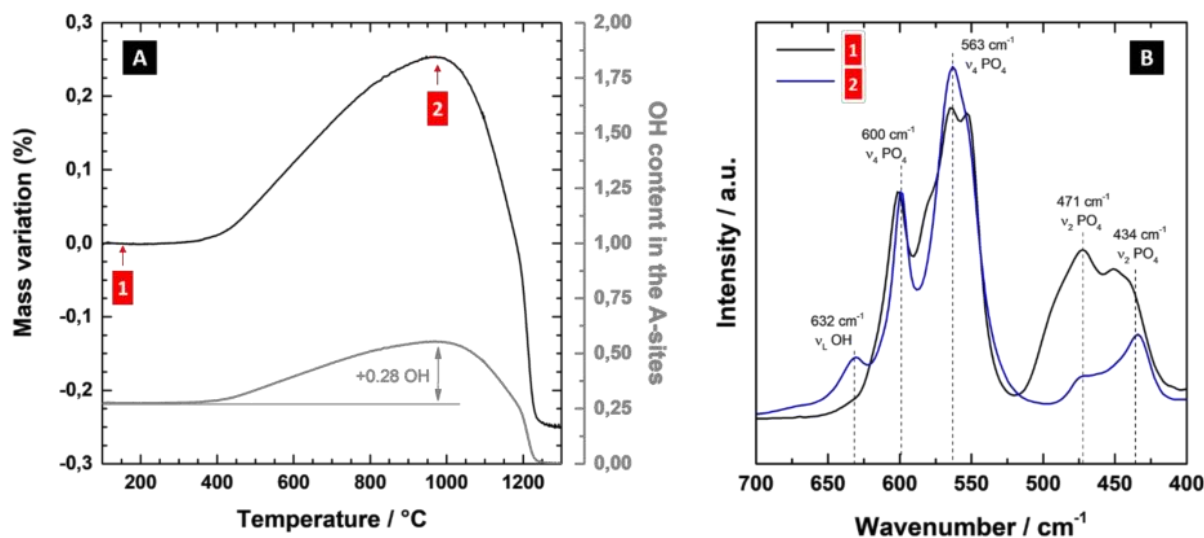 A
0,3
0,2
0,1
0,0
-0,1
-0,2
-0,3
Mass variation (%)
200 400 600 800 1000 1200
Temperature / °C
2,00
1,75
1,50
1,25
1,00
0,75
0,50
0,25
0,00
OH content in the A-sites
1
2
+0.28 OH
B
1
2
563 cm⁻¹
ν₄ PO₄
600 cm⁻¹
ν₄ PO₄
471 cm⁻¹
ν₂ PO₄
434 cm⁻¹
ν₂ PO₄
632 cm⁻¹
ν_L OH
Intensity / a.u.
700 650 600 550 500 450 400
Wavenumber / cm⁻¹